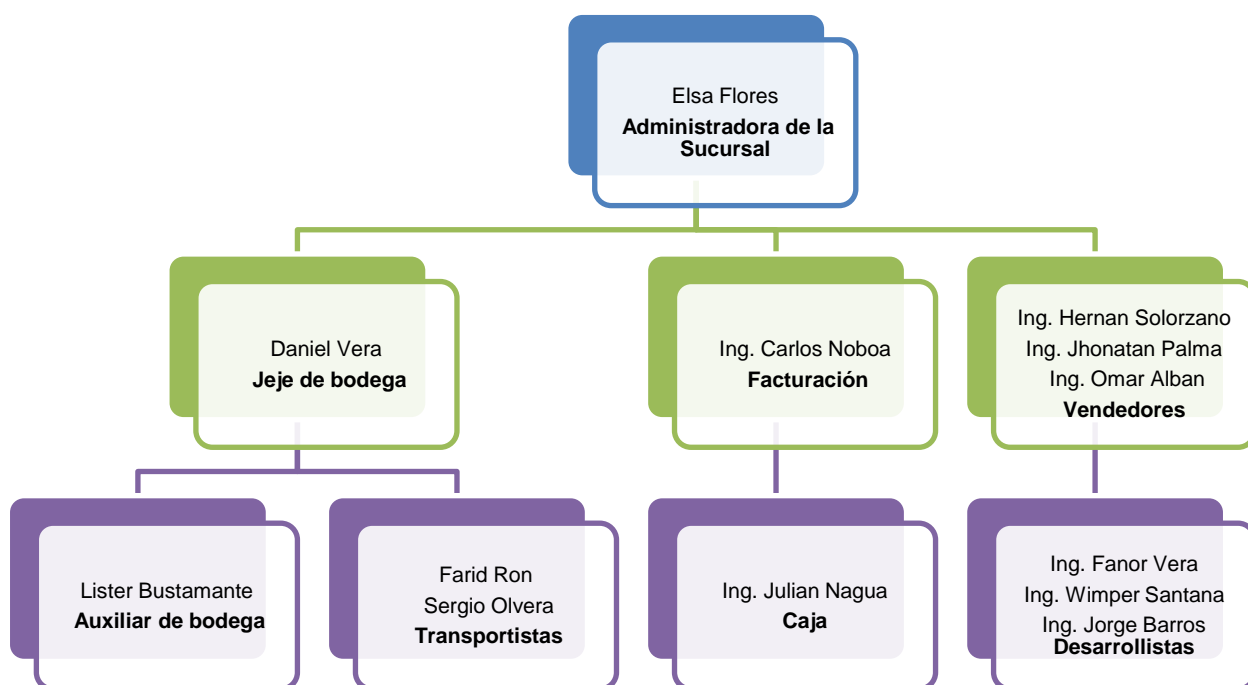 Elsa Flores
Administradora de la
Sucursal
Daniel Vera
Jeje de bodega
Ing. Carlos Noboa
Facturación
Ing. Hernan Solorzano
Ing. Jhonatan Palma
Ing. Omar Alban
Vendedores
Lister Bustamante
Auxiliar de bodega
Farid Ron
Sergio Olvera
Transportistas
Ing. Julian Nagua
Caja
Ing. Fanor Vera
Ing. Wimper Santana
Ing. Jorge Barros
Desarrollistas